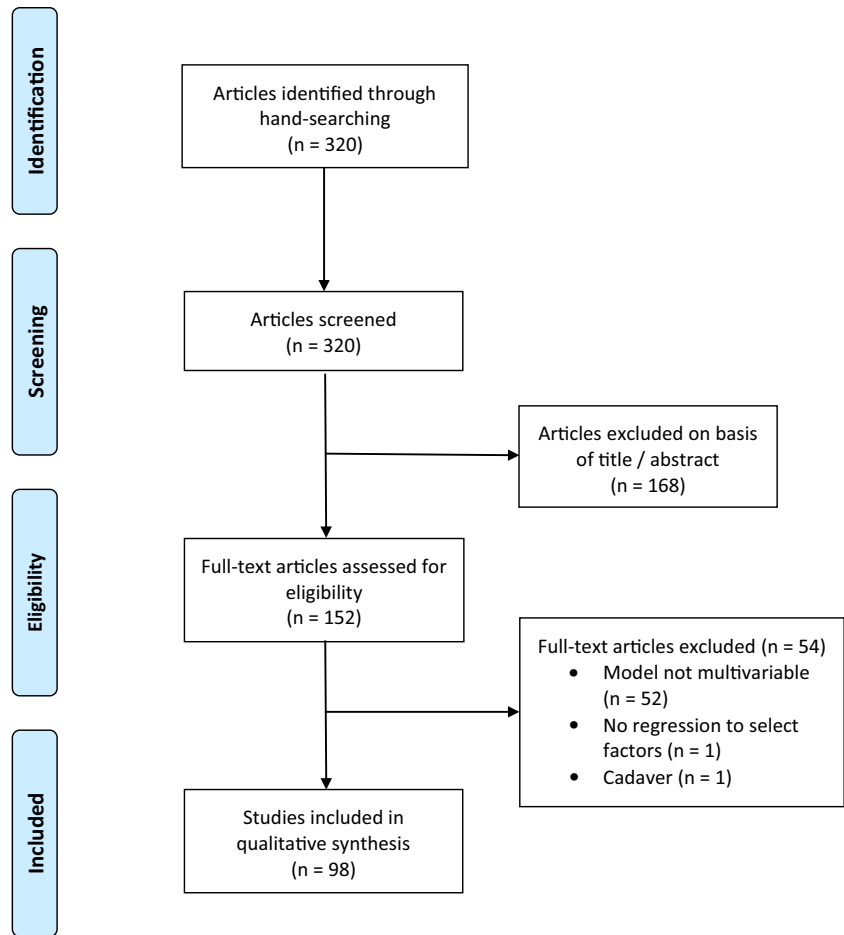 Identification
Articles identified through
hand-searching
(n = 320)
Screening
Articles screened
(n = 320)
Articles excluded on basis
of title / abstract
(n = 168)
Eligibility
Full-text articles assessed for
eligibility
(n = 152)
Full-text articles excluded (n = 54)
• Model not multivariable
(n = 52)
• No regression to select
factors (n = 1)
• Cadaver (n = 1)
Included
Studies included in
qualitative synthesis
(n = 98)